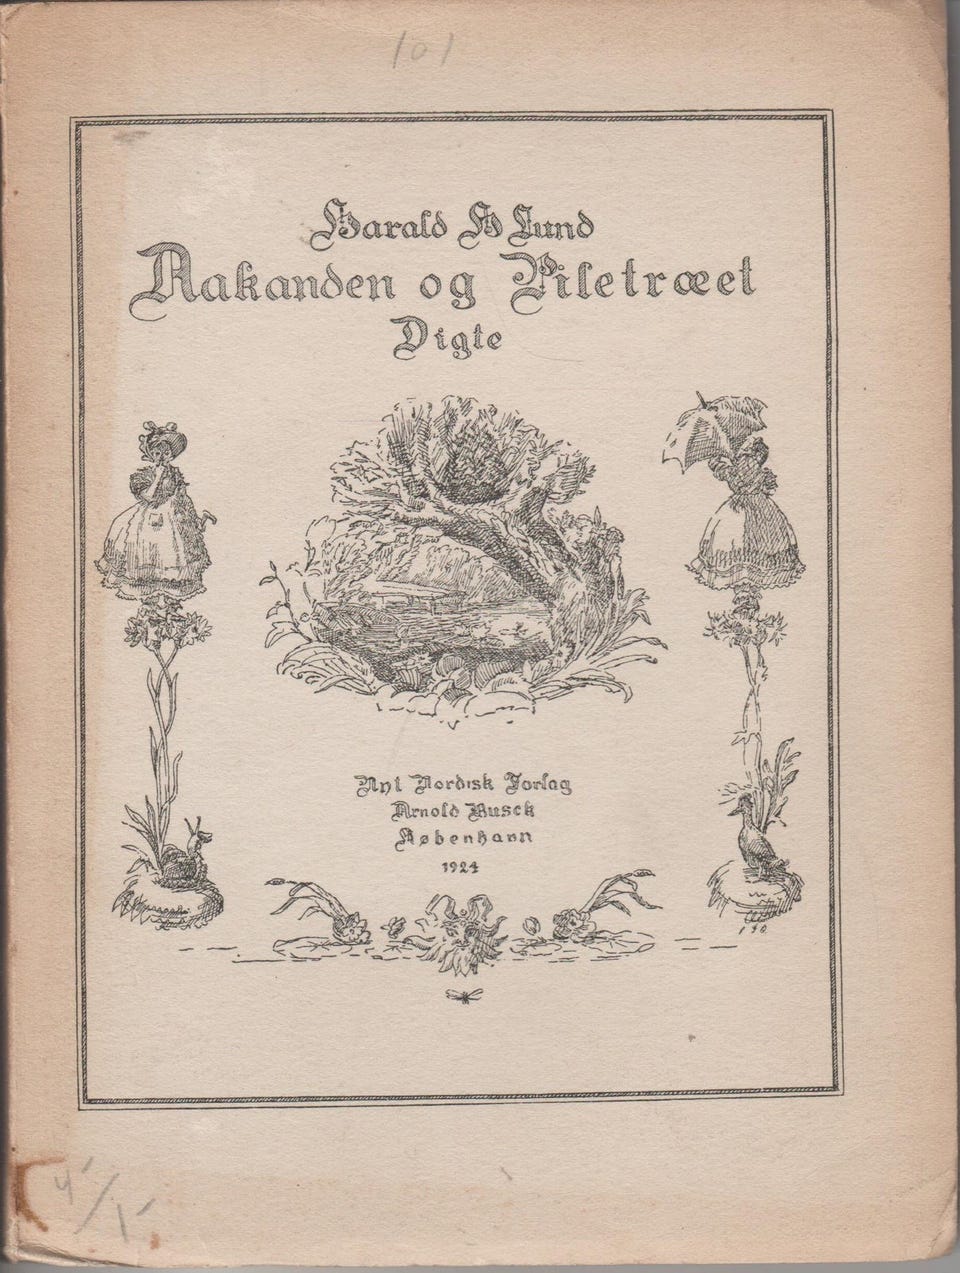 101
Harald H Lund
Aakanden og Piletræet
Digte
Nyt Nordisk Forlag
Arnold Busck
København
1924